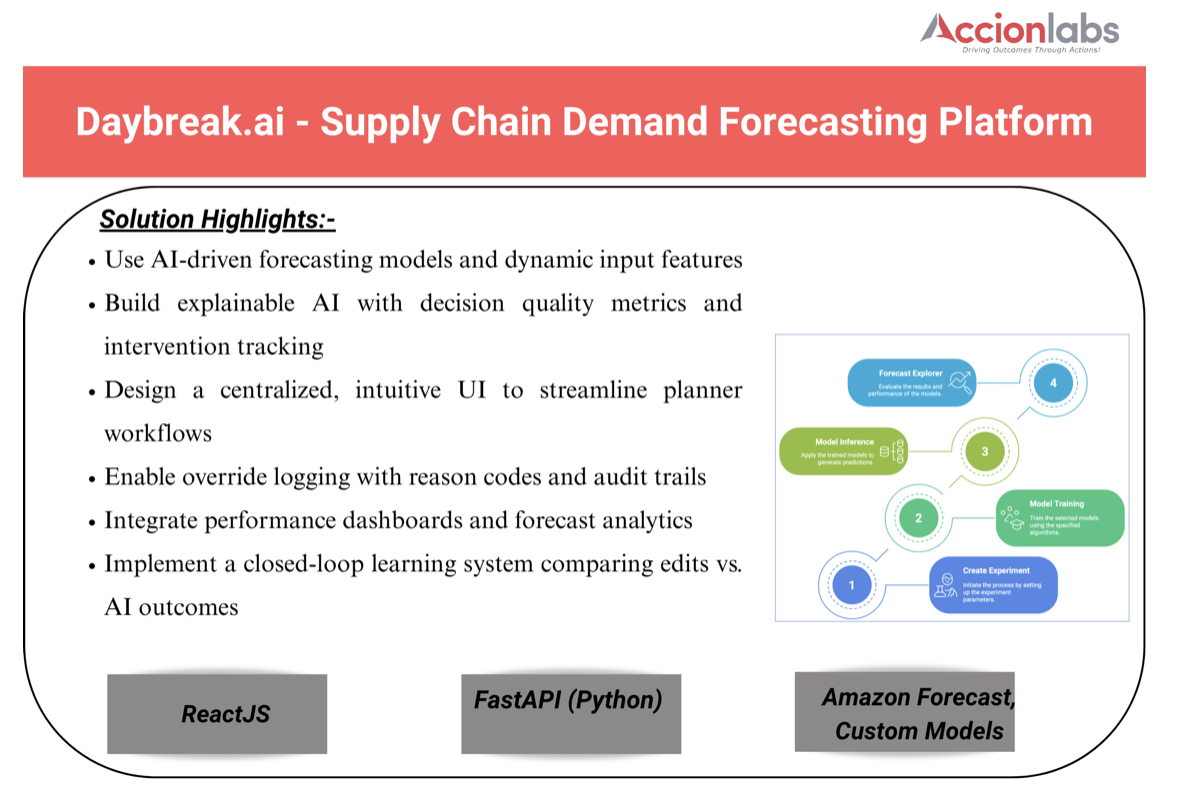 Accionlabs
Driving Outcomes Through Actions!
Daybreak.ai - Supply Chain Demand Forecasting Platform
Solution Highlights:-
• Use AI-driven forecasting models and dynamic input features
• Build explainable AI with decision quality metrics and
intervention tracking
• Design a centralized, intuitive UI to streamline planner
workflows
• Enable override logging with reason codes and audit trails
• Integrate performance dashboards and forecast analytics
• Implement a closed-loop learning system comparing edits vs.
AI outcomes
Forecast Explorer
Evaluate the results and
performance of the models.
4
Model Inference
Apply the trained models to
generate predictions.
3
2
Model Training
Train the selected models
using the specified
algorithms.
1
Create Experiment
Initiate the process by setting
up the experiment
parameters.
ReactJS
FastAPI (Python)
Amazon Forecast,
Custom Models